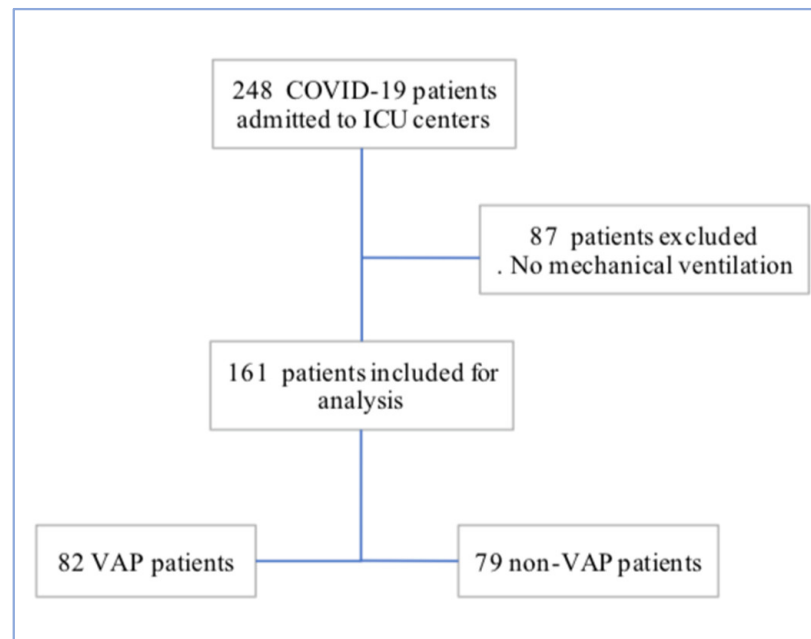 248 COVID-19 patients
admitted to ICU centers
87 patients excluded
. No mechanical ventilation
161 patients included for
analysis
82 VAP patients
79 non-VAP patients